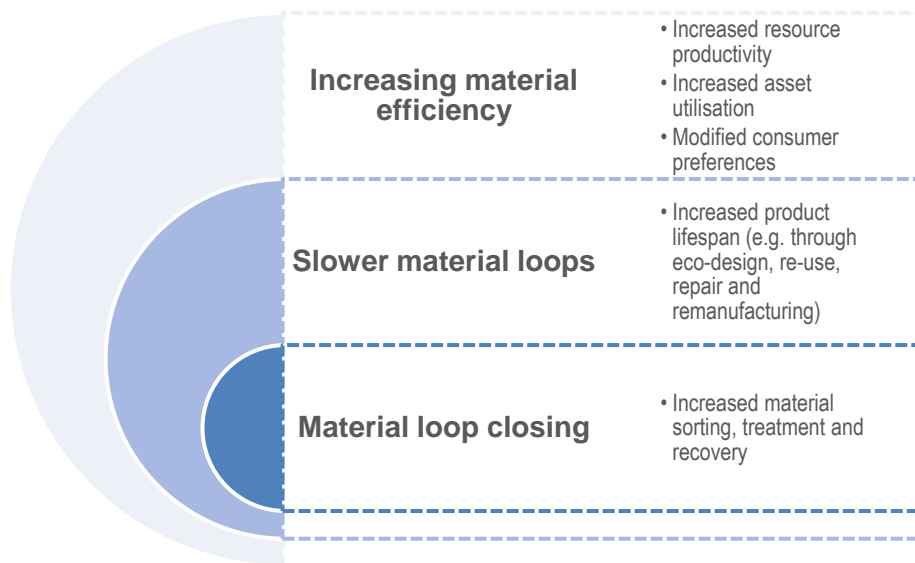 Increasing material
efficiency
• Increased resource
productivity
• Increased asset
utilisation
• Modified consumer
preferences
Slower material loops
• Increased product
lifespan (e.g. through
eco-design, re-use,
repair and
remanufacturing)
Material loop closing
• Increased material
sorting, treatment and
recovery